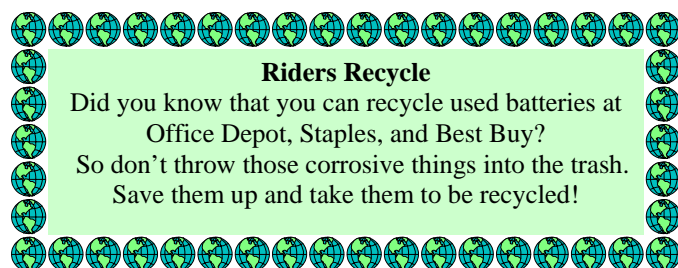 Riders Recycle
Did you know that you can recycle used batteries at
Office Depot, Staples, and Best Buy?
So don’t throw those corrosive things into the trash.
Save them up and take them to be recycled!